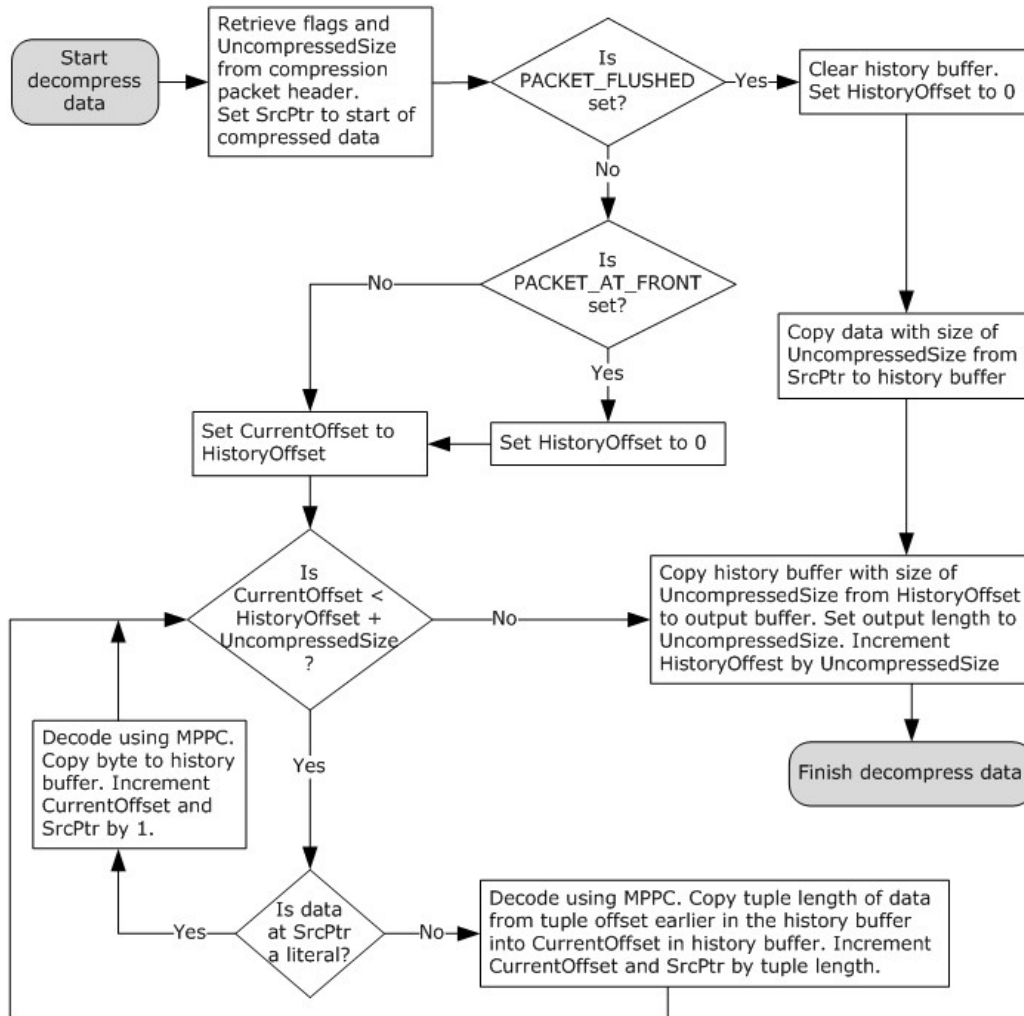 Start
decompress
data
Retrieve flags and
UncompressedSize
from compression
packet header.
Set SrcPtr to start of
compressed data
Is
PACKET_FLUSHED
set?
Yes
Clear history buffer.
Set HistoryOffset to 0
No
Is
PACKET_AT_FRONT
set?
No
Yes
Copy data with size of
UncompressedSize from
SrcPtr to history buffer
Set CurrentOffset to
HistoryOffset
Set HistoryOffset to 0
Is
CurrentOffset <
HistoryOffset +
UncompressedSize
?
No
Copy history buffer with size of
UncompressedSize from HistoryOffset
to output buffer. Set output length to
UncompressedSize. Increment
HistoryOffest by UncompressedSize
Yes
Decode using MPPC.
Copy byte to history
buffer. Increment
CurrentOffset and
SrcPtr by 1.
Finish decompress data
Is data
at SrcPtr
a literal?
Yes
No
Decode using MPPC. Copy tuple length of data
from tuple offset earlier in the history buffer
into CurrentOffset in history buffer. Increment
CurrentOffset and SrcPtr by tuple length.